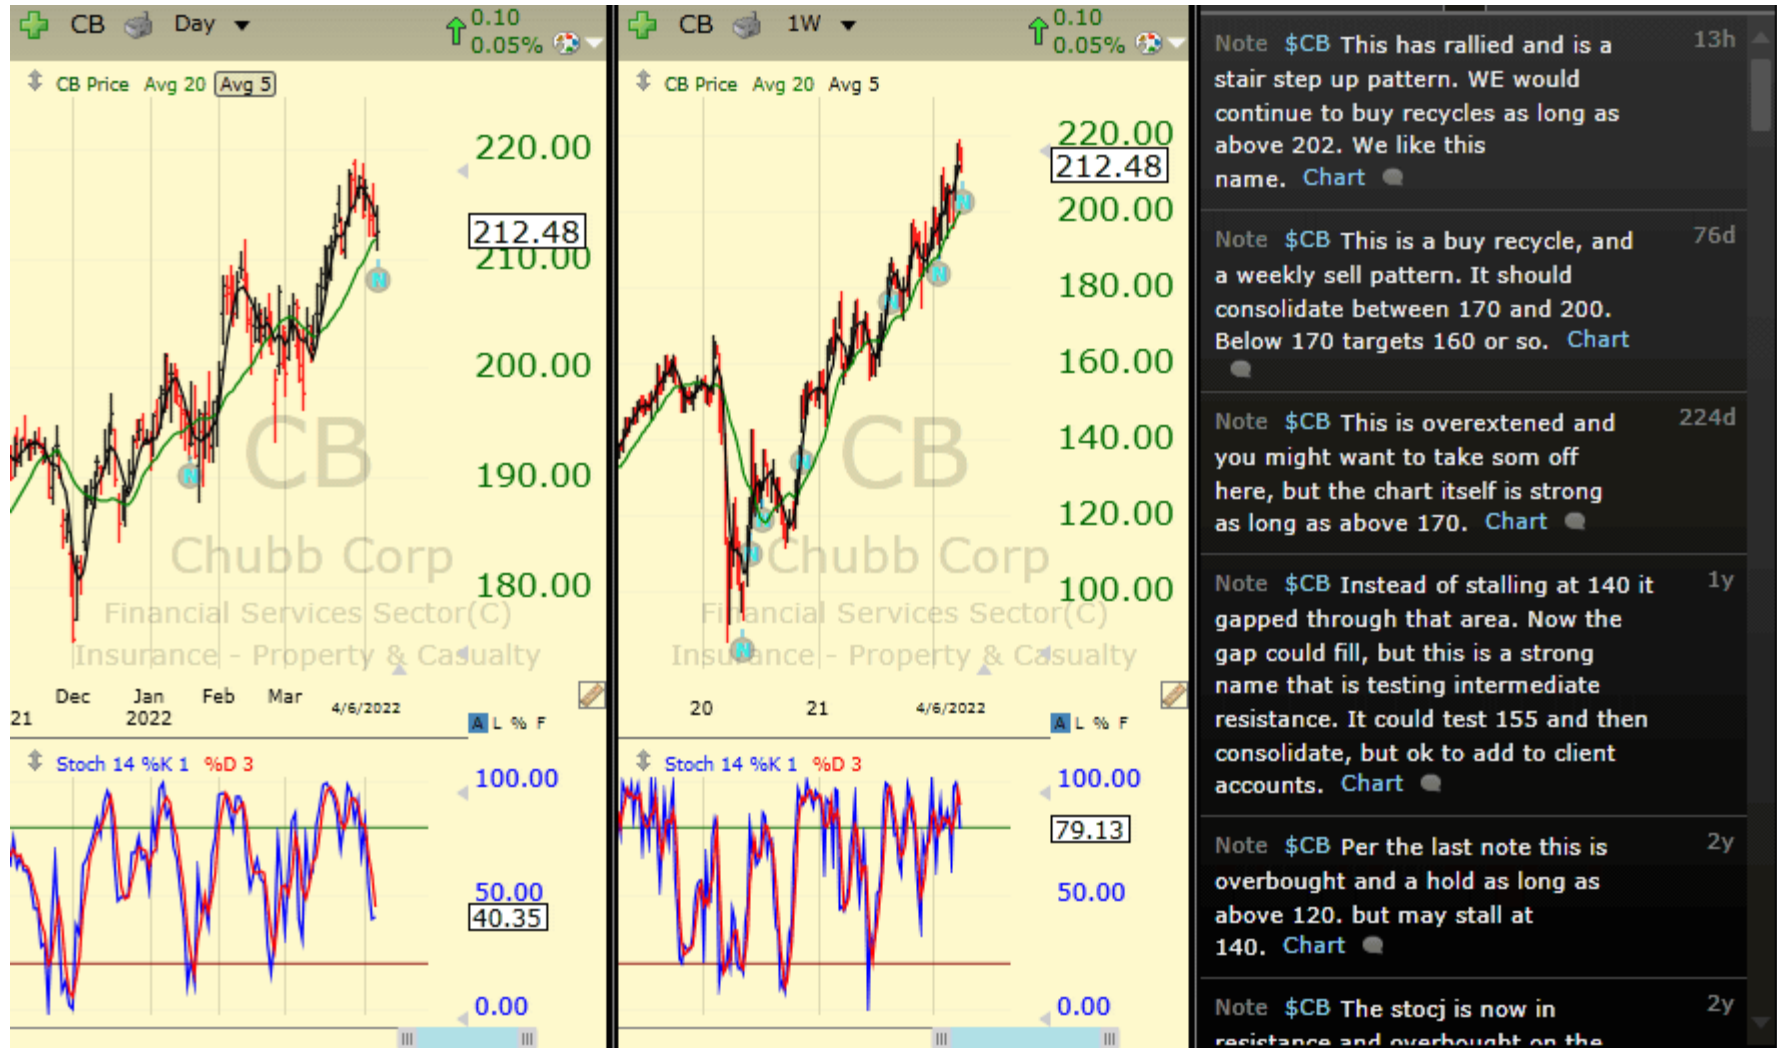 CB Day
0.10
0.05%
CB Price Avg 20 Avg 5
220.00
212.48
210.00
200.00
190.00
180.00
CB
Chubb Corp
Financial Services Sector(C)
Insurance - Property & Casualty
21 Dec Jan Feb Mar 4/6/2022
2022
A L % F
Stoch 14 %K 1 %D 3
100.00
50.00
40.35
0.00
N
N
CB 1W
0.10
0.05%
CB Price Avg 20 Avg 5
220.00
212.48
200.00
180.00
160.00
140.00
120.00
100.00
CB
Chubb Corp
Financial Services Sector(C)
Insurance - Property & Casualty
20 21 4/6/2022
A L % F
Stoch 14 %K 1 %D 3
100.00
79.13
50.00
0.00
N
N
N
N
N
N
N
Note $CB This has rallied and is a 13h
stair step up pattern. WE would
continue to buy recycles as long as
above 202. We like this
name. Chart
Note $CB This is a buy recycle, and 76d
a weekly sell pattern. It should
consolidate between 170 and 200.
Below 170 targets 160 or so. Chart
Note $CB This is overextened and 224d
you might want to take som off
here, but the chart itself is strong
as long as above 170. Chart
Note $CB Instead of stalling at 140 it 1y
gapped through that area. Now the
gap could fill, but this is a strong
name that is testing intermediate
resistance. It could test 155 and then
consolidate, but ok to add to client
accounts. Chart
Note $CB Per the last note this is 2y
overbought and a hold as long as
above 120. but may stall at
140. Chart
Note $CB The stocj is now in 2y
resistance and overbought on the